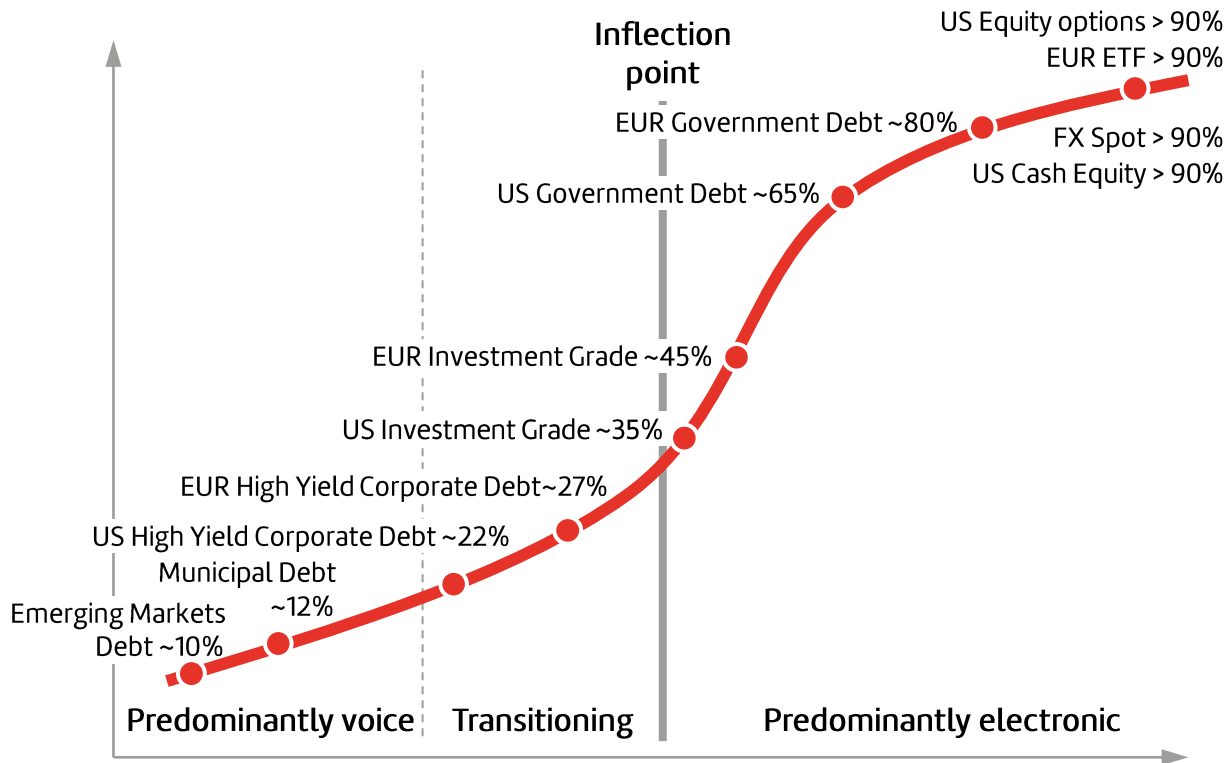 US Equity options > 90%
Inflection
point
EUR ETF > 90%
EUR Government Debt ~80%
FX Spot > 90%
US Cash Equity > 90%
US Government Debt ~65%
EUR Investment Grade ~45%
US Investment Grade ~35%
EUR High Yield Corporate Debt~27%
US High Yield Corporate Debt ~22%
Municipal Debt
~12%
Emerging Markets
Debt ~10%
Predominantly voice
Transitioning
Predominantly electronic